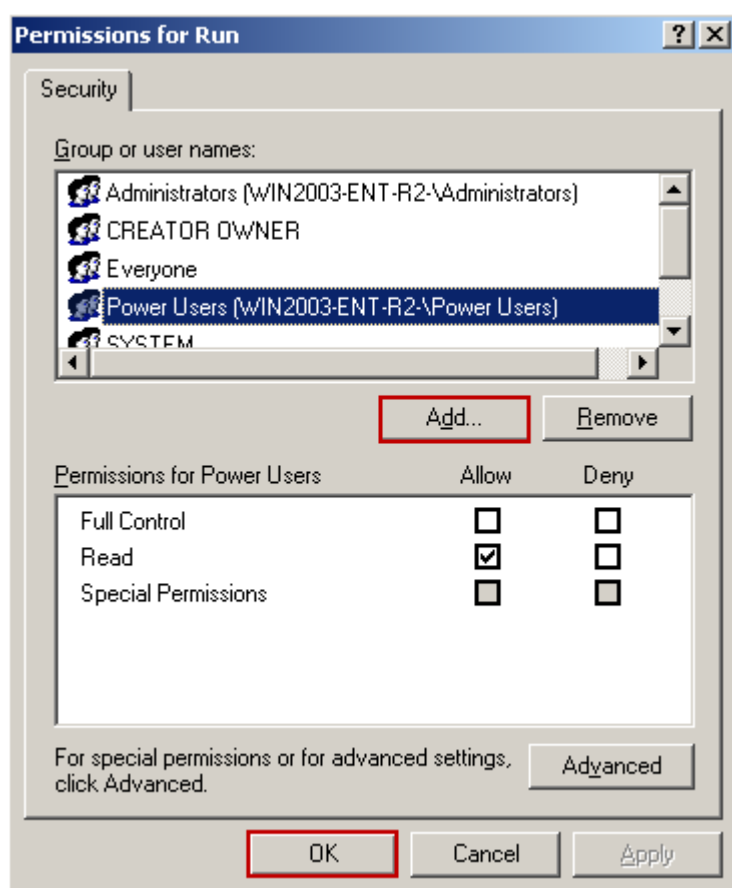 Permissions for Run
Security
Group or user names:
Administrators (WIN2003-ENT-R2-\Administrators)
CREATOR OWNER
Everyone
Power Users (WIN2003-ENT-R2-\Power Users)
SYSTEM
Add... Remove
Permissions for Power Users Allow Deny
Full Control
Read
Special Permissions
For special permissions or for advanced settings,
click Advanced.
Advanced
OK Cancel Apply